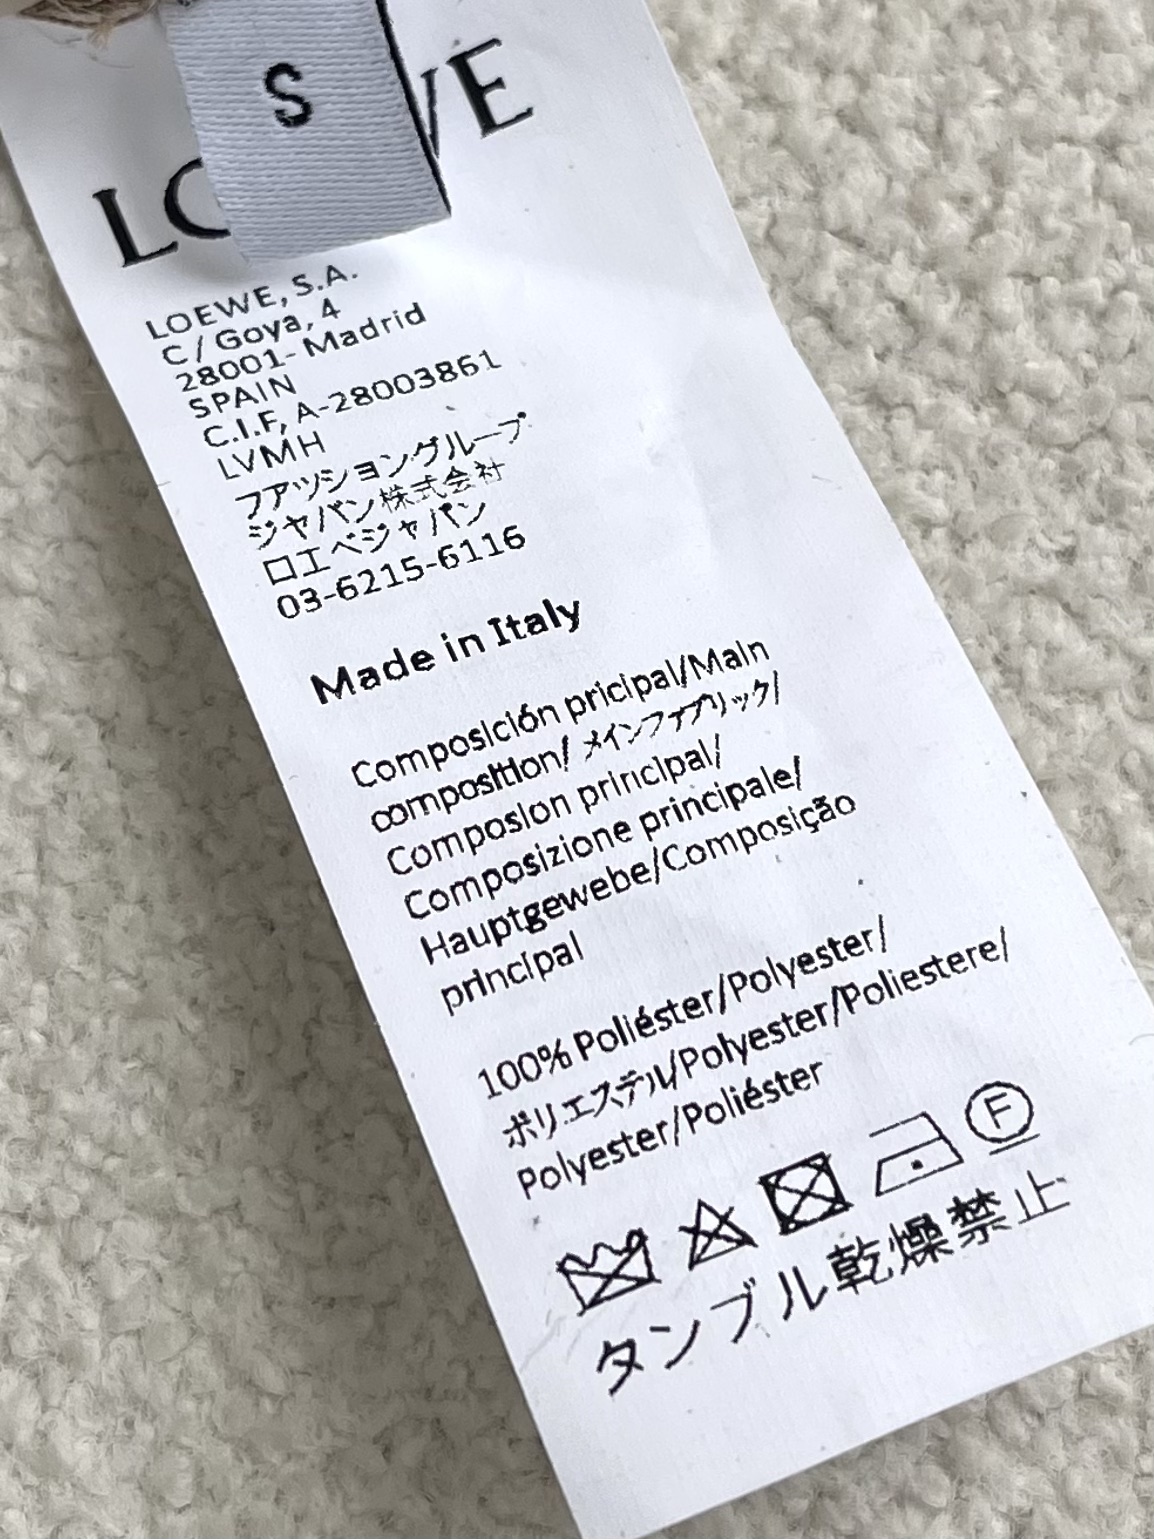 S
LOEWE, S.A.
C/ Goya, 4
28001- Madrid
SPAIN
C.I.F, A-28003861
LVMH
ファッショングループ
ジャパン株式会社
ロエベジャパン
03-6215-6116
Made in Italy
Composición pricipal/Main
composition/ メインファブリック/
Composion principal/
Composizione principale/
Hauptgewebe/Composição
principal
100% Poliéster/Polyester/
ポリエステル/Polyester/Poliestere/
Polyester/Poliéster
F
タンブル乾燥禁止